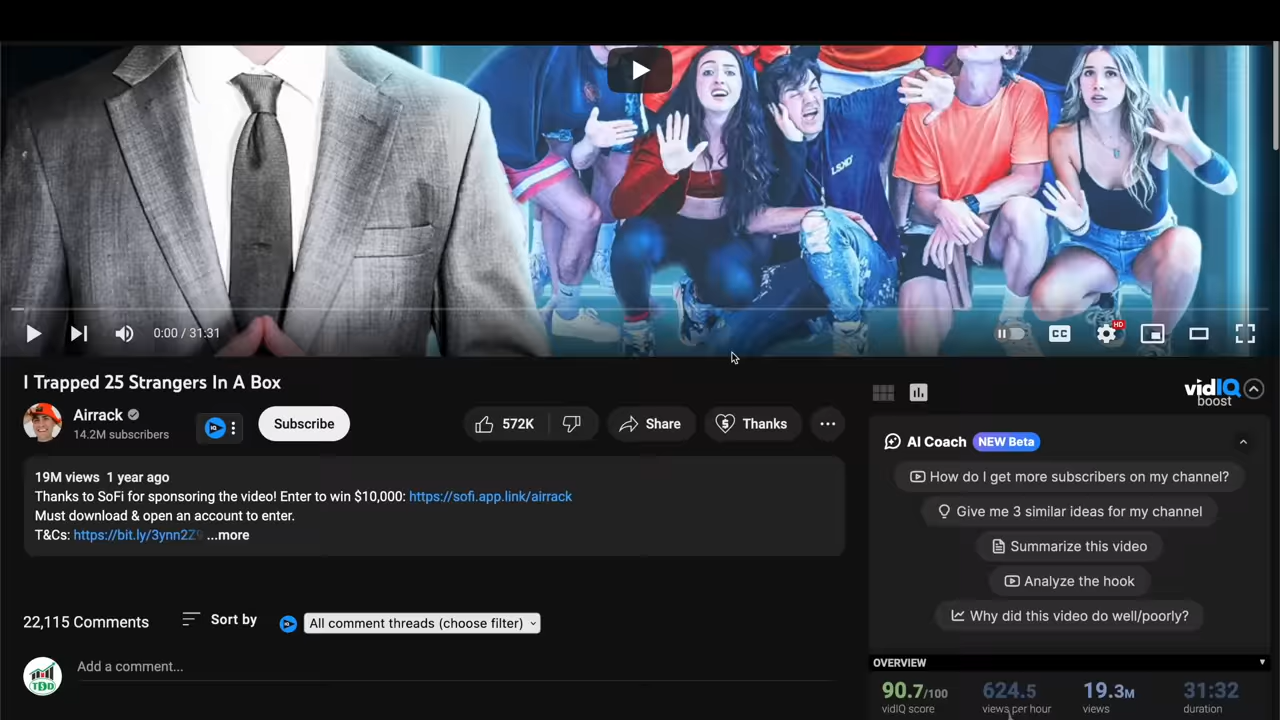 LSKD
0:00 / 31:31
CC
HD
I Trapped 25 Strangers In A Box
Airrack
14.2M subscribers
IQ
Subscribe
572K
Share
Thanks
19M views 1 year ago
Thanks to SoFi for sponsoring the video! Enter to win $10,000: https://sofi.app.link/airrack
Must download & open an account to enter.
T&Cs: https://bit.ly/3ynn2Z9 ...more
22,115 Comments
Sort by
All comment threads (choose filter)
Add a comment...
vidIQ
boost
AI Coach NEW Beta
How do I get more subscribers on my channel?
Give me 3 similar ideas for my channel
Summarize this video
Analyze the hook
Why did this video do well/poorly?
OVERVIEW
90.7/100 624.5 19.3M 31:32
vidIQ score views per hour views duration